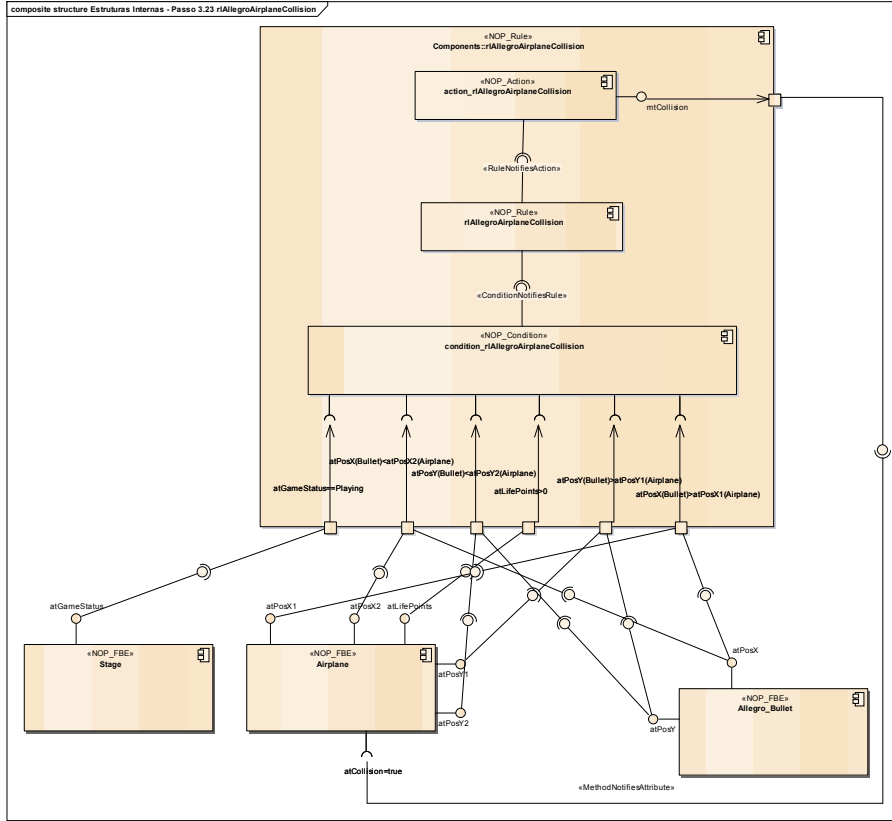 composite structure Estruturas Internas - Passo 3.23 rlAllegroAirplaneCollision
«NOP_Rule»
Components::rlAllegroAirplaneCollision
«NOP_Action»
action_rlAllegroAirplaneCollision
mtCollision
«RuleNotifiesAction»
«NOP_Rule»
rlAllegroAirplaneCollision
«ConditionNotifiesRule»
«NOP_Condition»
condition_rlAllegroAirplaneCollision
atPosX(Bullet)<atPosX2(Airplane)
atPosY(Bullet)<atPosY2(Airplane)
atPosY(Bullet)>atPosY1(Airplane)
atGameStatus==Playing
atLifePoints>0
atPosX(Bullet)>atPosX1(Airplane)
atGameStatus
atPosX1
atPosX2
atLifePoints
«NOP_FBE»
Stage
«NOP_FBE»
Airplane
atPosY1
atPosY2
atPosX
«NOP_FBE»
Allegro_Bullet
atPosY
atCollision=true
«MethodNotifiesAttribute»